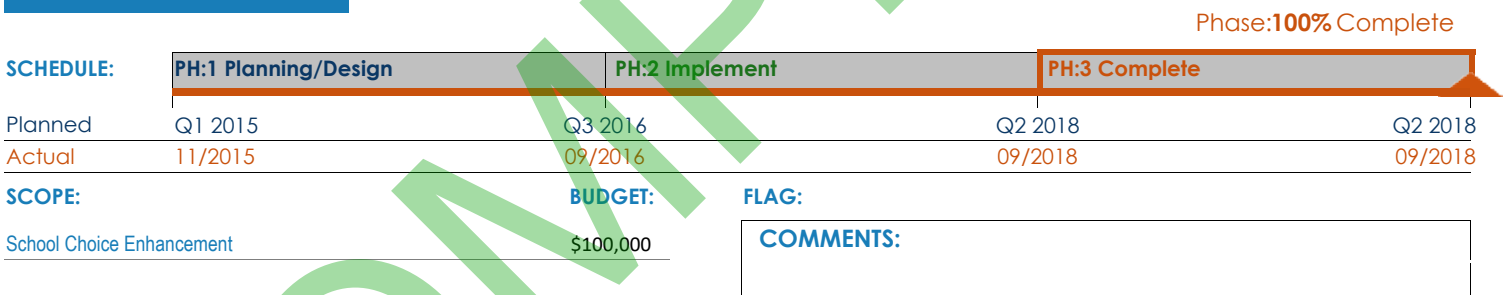 Phase:100% Complete
SCHEDULE: PH:1 Planning/Design PH:2 Implement PH:3 Complete
Planned Q1 2015 Q3 2016 Q2 2018 Q2 2018
Actual 11/2015 09/2016 09/2018 09/2018
SCOPE: BUDGET: FLAG:
School Choice Enhancement $100,000 COMMENTS: